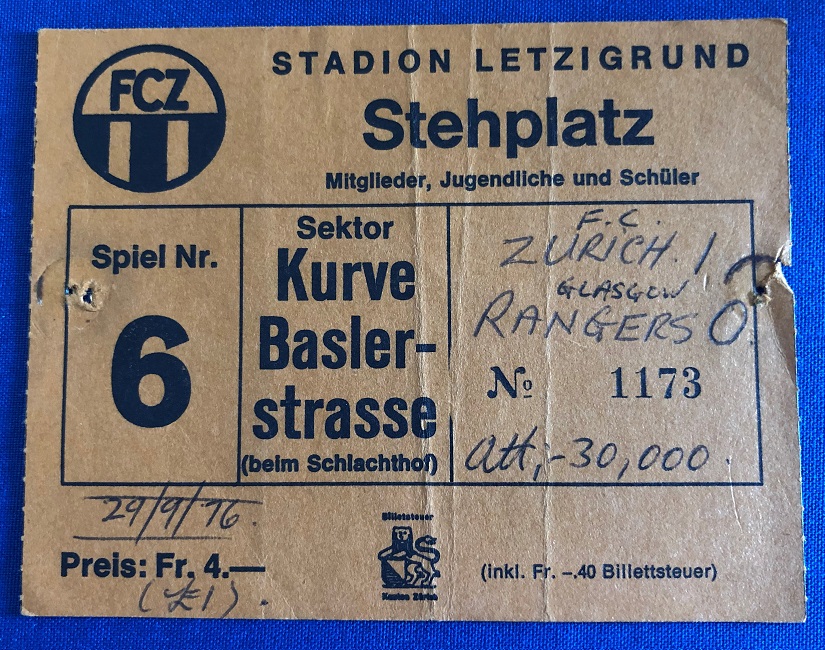 FCZ
STADION LETZIGRUND
Stehplatz
Mitglieder, Jugendliche und Schüler
Spiel Nr.
6
Sektor
Kurve
Basler-
strasse
(beim Schlachthof)
F.C.
ZURICH. 1
GLASGOW
RANGERS 0.
No 1173
Att;-30,000.
29/9/76.
Preis: Fr. 4.—
(£1).
Billetsteuer
Kanton Zürich
(inkl. Fr. –.40 Billettsteuer)